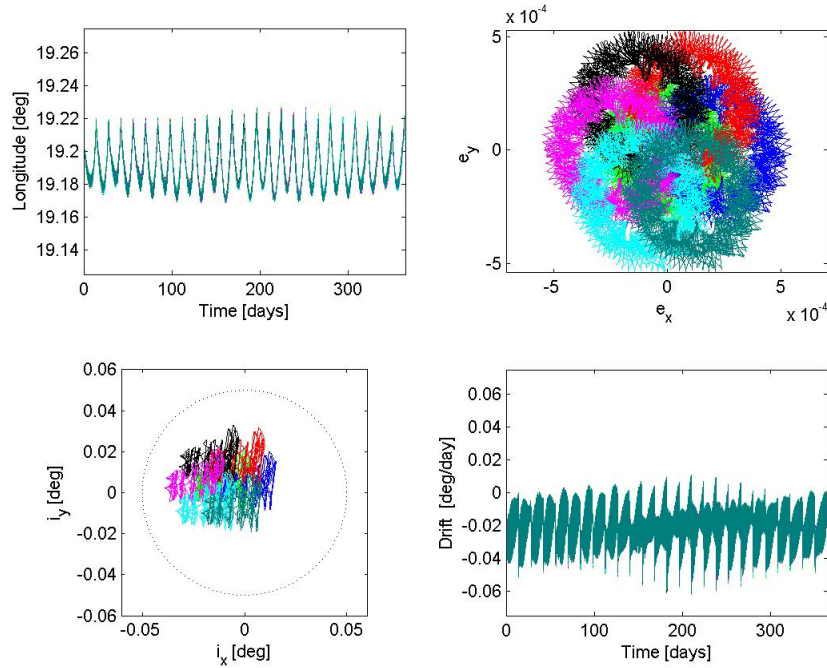 19.26
19.24
19.22
19.2
19.18
19.16
19.14
Longitude [deg]
0 100 200 300
Time [days]
x 10⁻⁴
5
0
-5
e_y
-5 0 5
x 10⁻⁴
e_x
0.06
0.04
0.02
0
-0.02
-0.04
-0.06
i_y [deg]
-0.05 0 0.05
i_x [deg]
0.06
0.04
0.02
0
-0.02
-0.04
-0.06
Drift [deg/day]
0 100 200 300
Time [days]